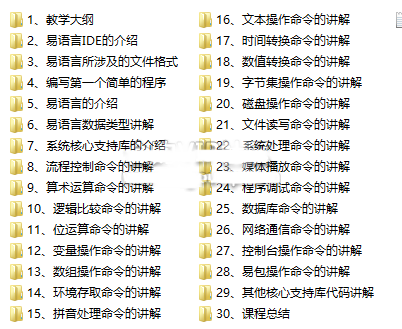 1、教学大纲
2、易语言IDE的介绍
3、易语言所涉及的文件格式
4、编写第一个简单的程序
5、易语言的介绍
6、易语言数据类型讲解
7、系统核心支持库的介绍
8、流程控制命令的讲解
9、算术运算命令的讲解
10、逻辑比较命令的讲解
11、位运算命令的讲解
12、变量操作命令的讲解
13、数组操作命令的讲解
14、环境存取命令的讲解
15、拼音处理命令的讲解
16、文本操作命令的讲解
17、时间转换命令的讲解
18、数值转换命令的讲解
19、字节集操作命令的讲解
20、磁盘操作命令的讲解
21、文件读写命令的讲解
22、系统处理命令的讲解
23、媒体播放命令的讲解
24、程序调试命令的讲解
25、数据库命令的讲解
26、网络通信命令的讲解
27、控制台操作命令的讲解
28、易包操作命令的讲解
29、其他核心支持库代码讲解
30、课程总结